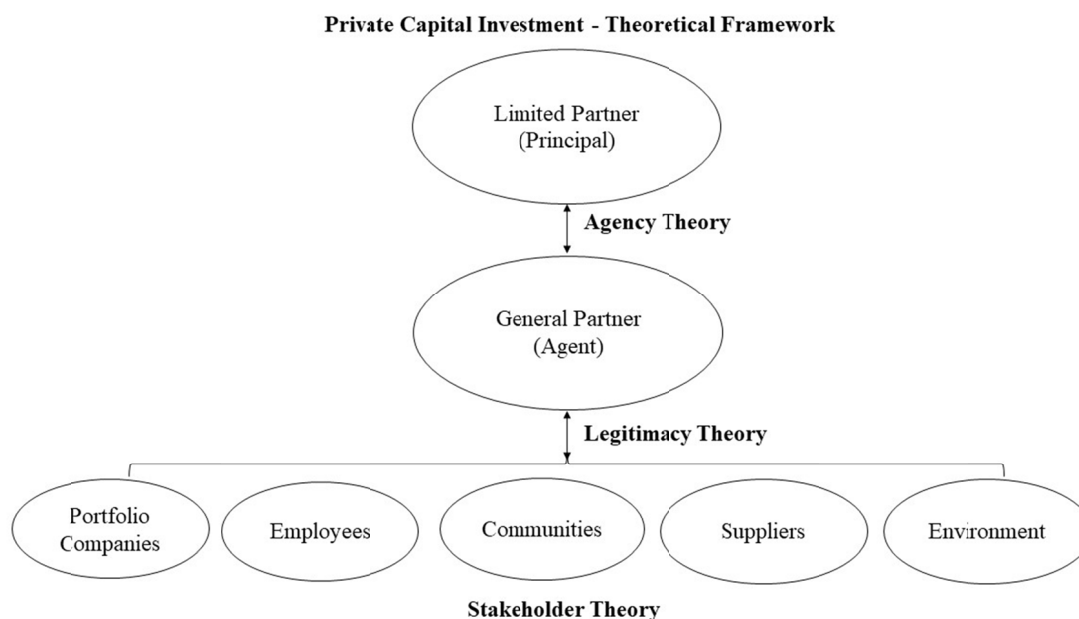 Private Capital Investment - Theoretical Framework
Limited Partner
(Principal)
Agency Theory
General Partner
(Agent)
Legitimacy Theory
Portfolio
Companies
Employees
Communities
Suppliers
Environment
Stakeholder Theory